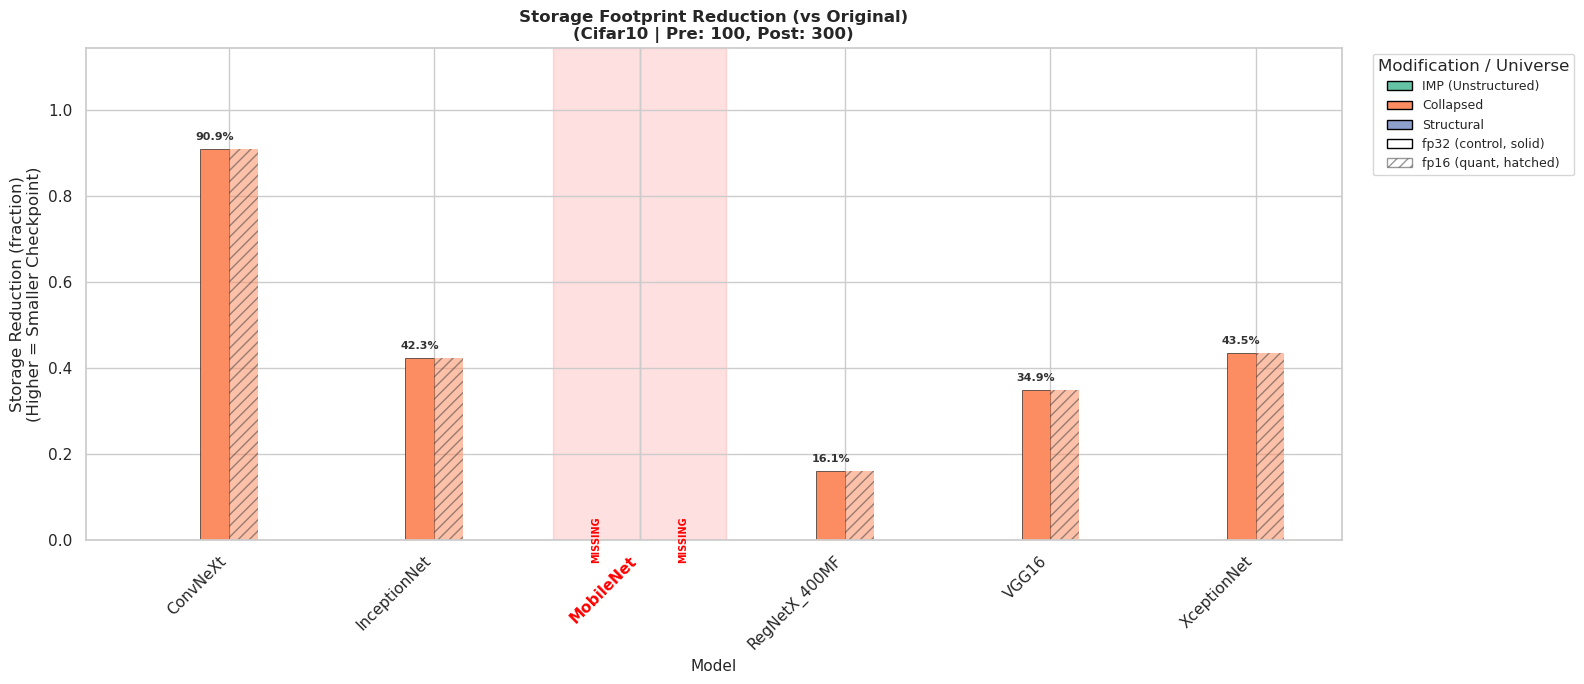 Storage Footprint Reduction (vs Original)
(Cifar10 | Pre: 100, Post: 300)
Storage Reduction (fraction)
(Higher = Smaller Checkpoint)
1.0
0.8
0.6
0.4
0.2
0.0
90.9%
42.3%
MISSING
MISSING
16.1%
34.9%
43.5%
ConvNeXt
InceptionNet
MobileNet
RegNetX_400MF
VGG16
XceptionNet
Model
Modification / Universe
IMP (Unstructured)
Collapsed
Structural
fp32 (control, solid)
fp16 (quant, hatched)